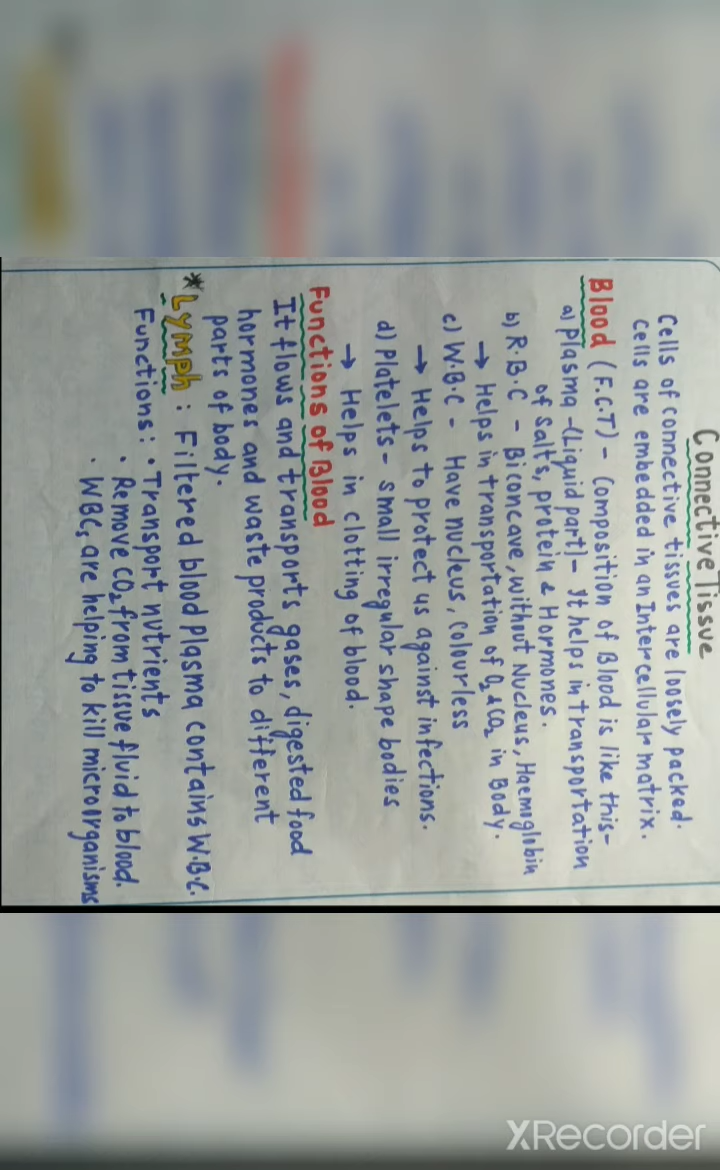 Connective Tissue
Cells of connective tissues are loosely packed.
Cells are embedded in an Intercellular matrix.
Blood (F.C.T) - Composition of Blood is like this-
a) Plasma - (Liquid part) - It helps in transportation
of salts, protein & Hormones.
b) R.B.C - Biconcave, without Nucleus, Haemoglobin
→ Helps in transportation of O₂ & CO₂ in Body.
c) W.B.C - Have nucleus, colourless
→ Helps to protect us against infections.
d) Platelets - small irregular shape bodies
→ Helps in clotting of blood.
Functions of Blood
It flows and transports gases, digested food
hormones and waste products to different
parts of body.
*Lymph : Filtered blood plasma contains W.B.C.
Functions: • Transport nutrients
• Remove CO₂ from tissue fluid to blood.
• WBCs are helping to kill microorganisms
XRecorder